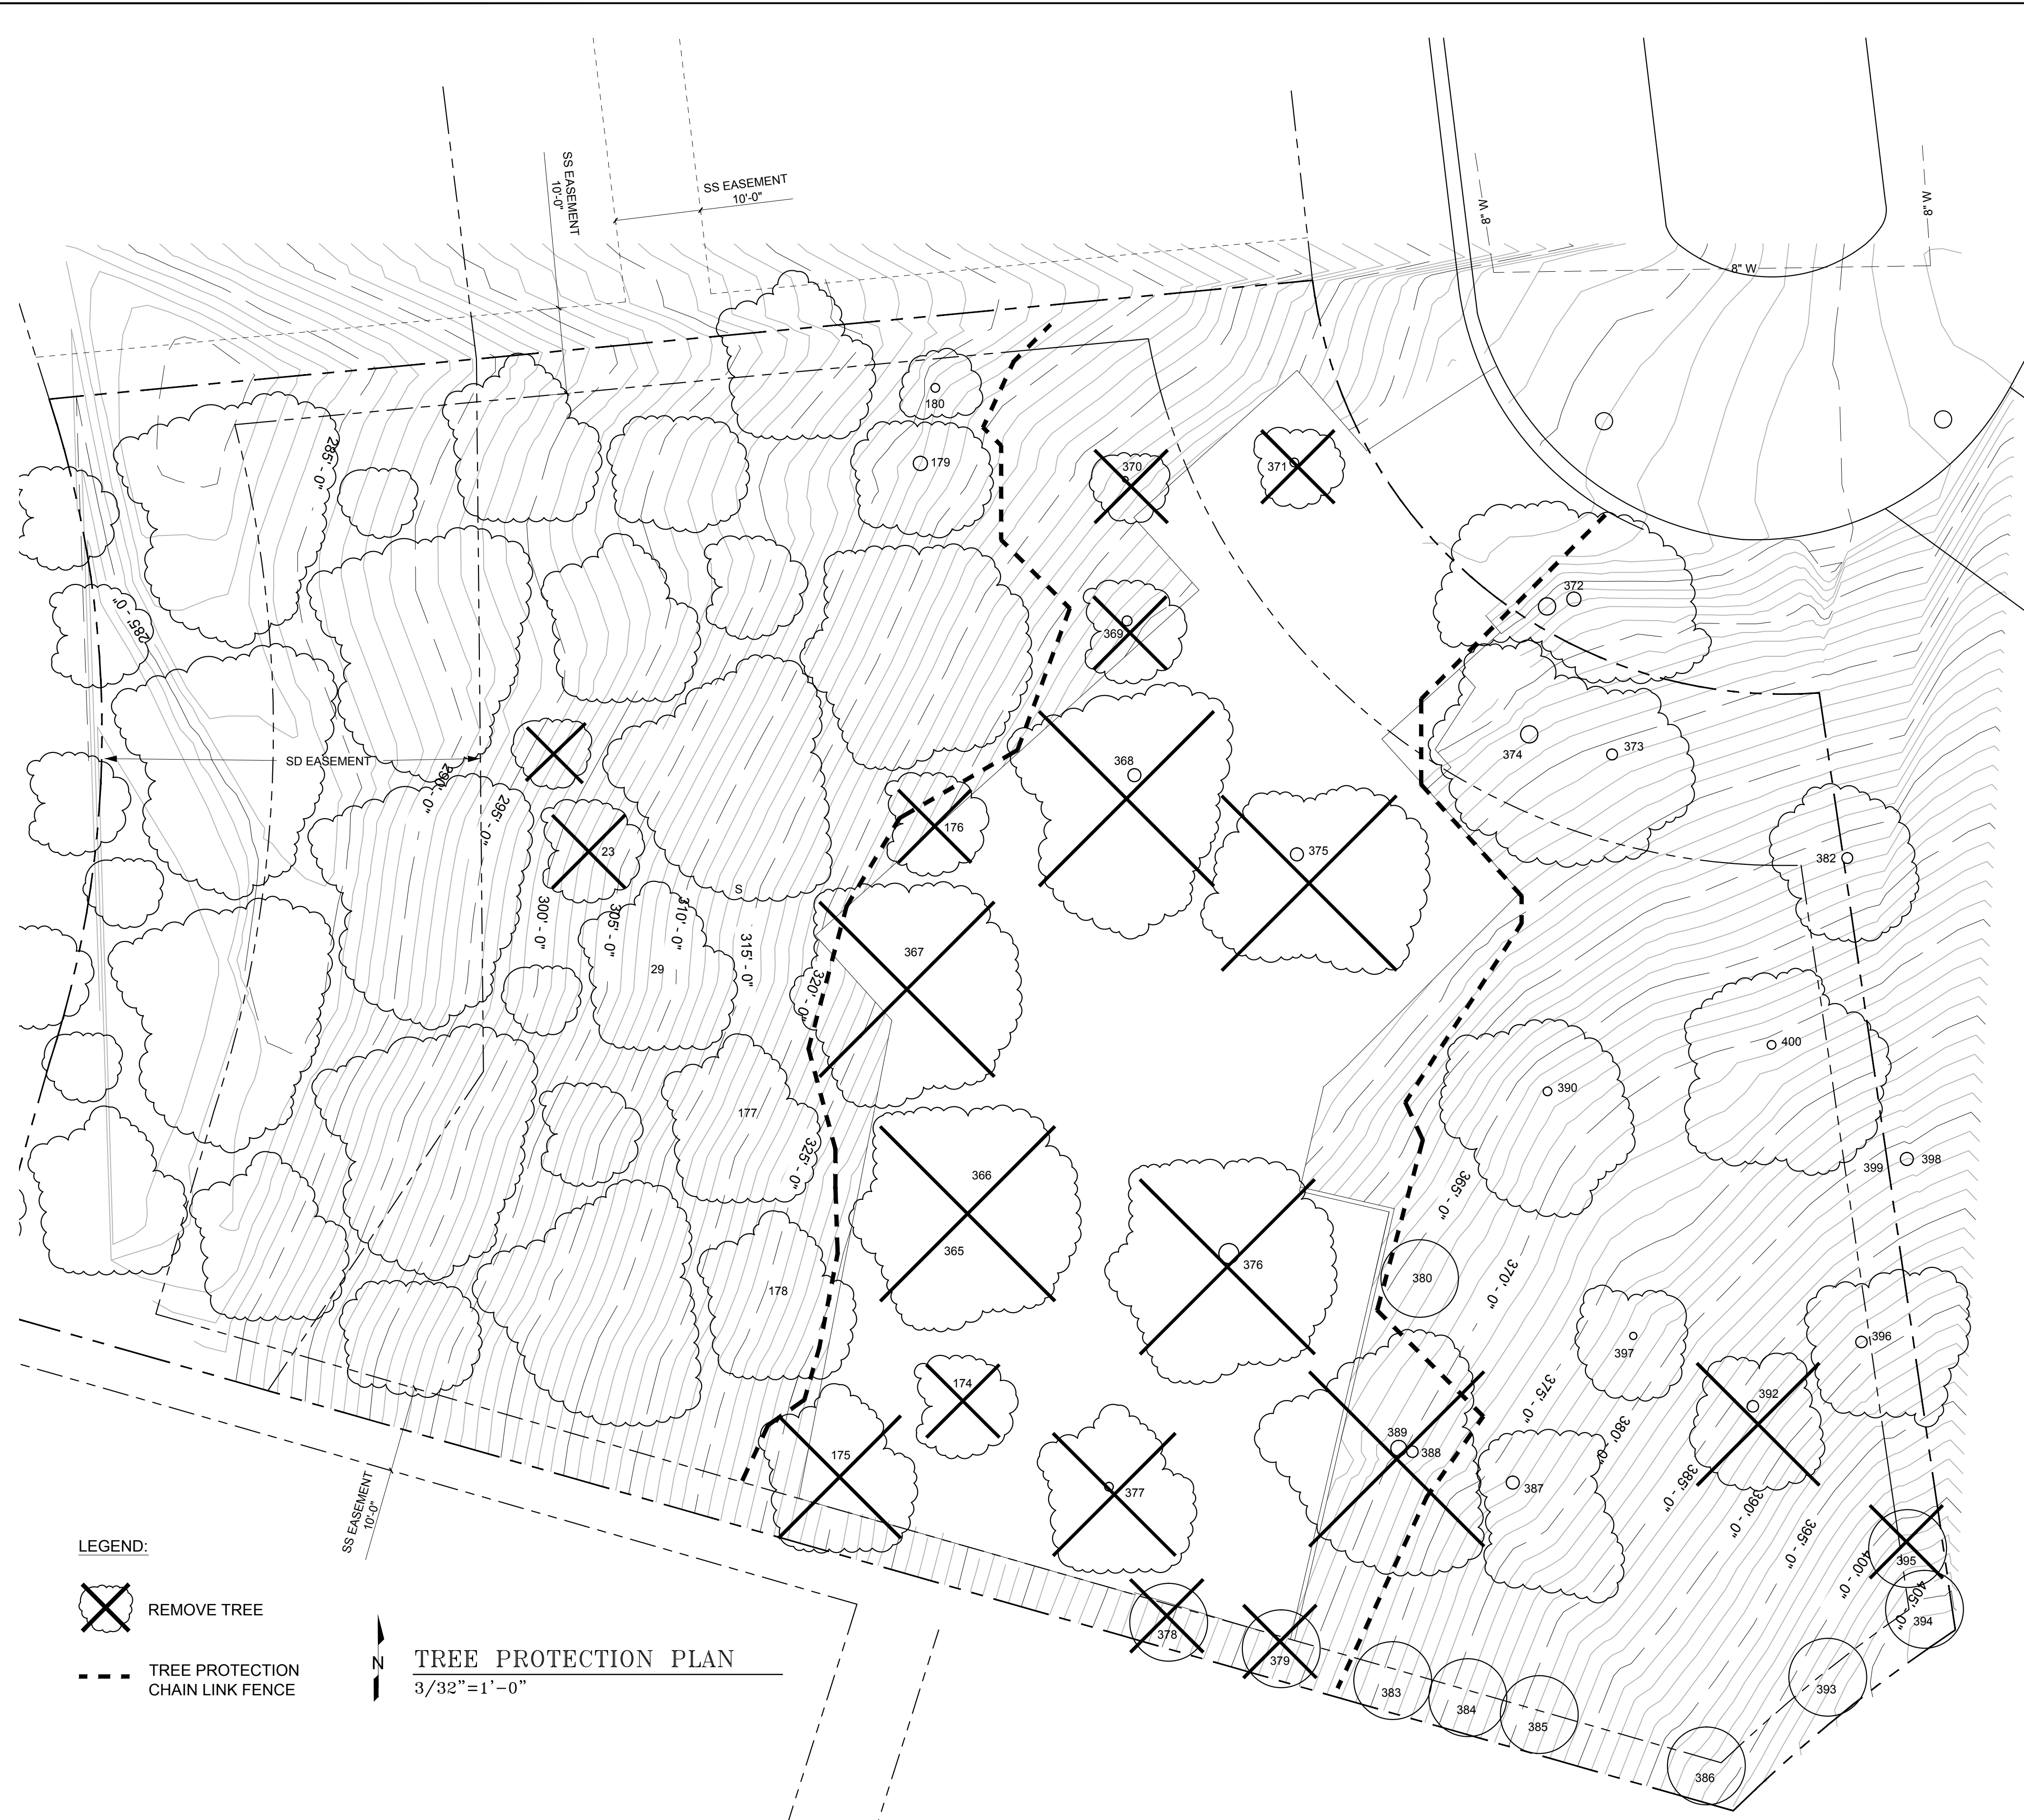 SS EASEMENT
10'-0"
SS EASEMENT
10'-0"
8" W
8" W
8" W
180
179
370
371
285' - 0"
372
369
285' - 0"
374
373
368
SD EASEMENT
290' - 0"
295' - 0"
176
23
375
382
S
300' - 0"
305' - 0"
310' - 0"
315' - 0"
367
29
320' - 0"
400
390
177
325' - 0"
366
399
398
365' - 0"
365
376
380
370' - 0"
178
396
397
174
375' - 0"
392
380' - 0"
389
388
175
385' - 0"
387
377
390' - 0"
395' - 0"
SS EASEMENT
10'-0"
400' - 0"
395
405' - 0"
394
378
379
383
384
385
393
386
LEGEND:
REMOVE TREE
TREE PROTECTION
CHAIN LINK FENCE
N
TREE PROTECTION PLAN
3/32"=1'-0"